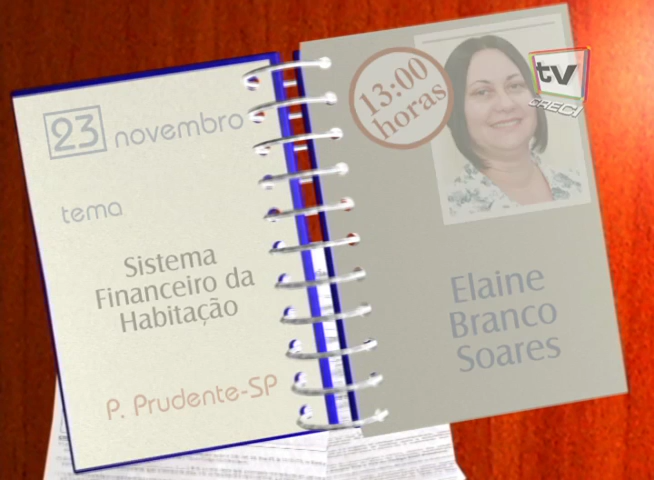 23 novembro
tema
Sistema
Financeiro da
Habitação
P. Prudente-SP
13:00
horas
tv
CRECI
Elaine
Branco
Soares